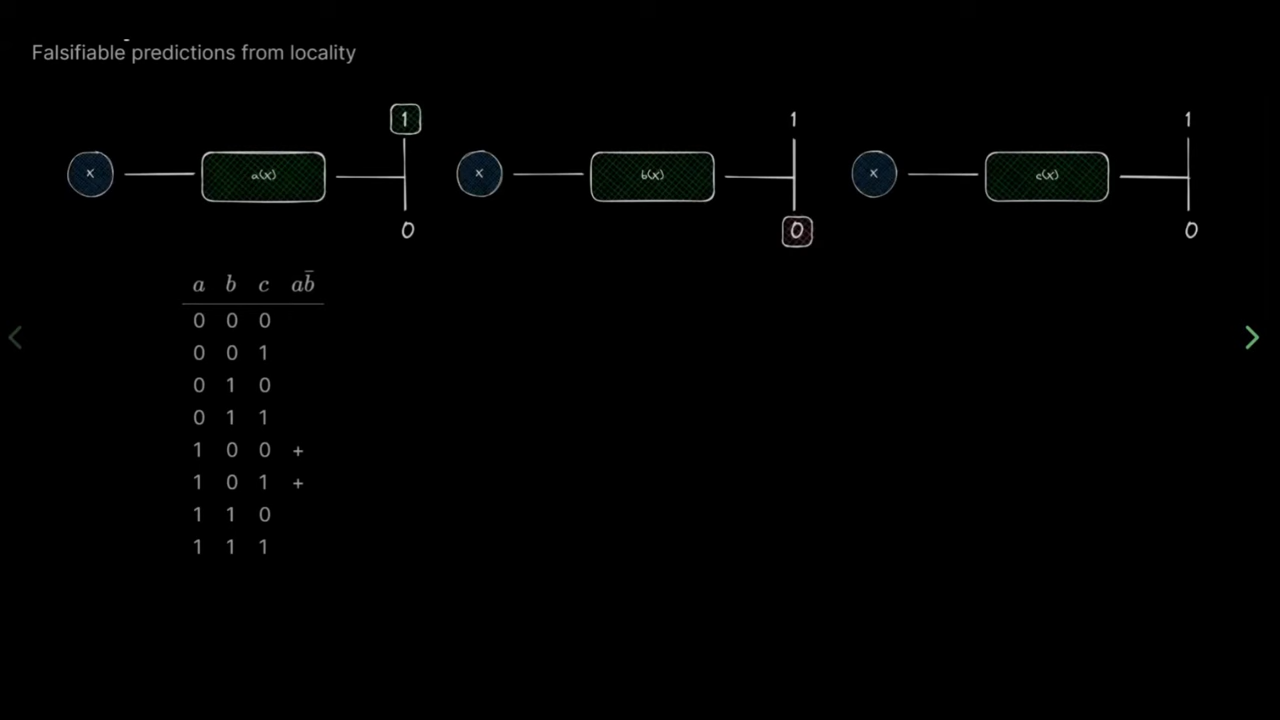 Falsifiable predictions from locality
1 1 1
x a(x) x b(x) x c(x)
0 0 0
a b c ab̄
0 0 0
0 0 1
0 1 0
0 1 1
1 0 0 +
1 0 1 +
1 1 0
1 1 1